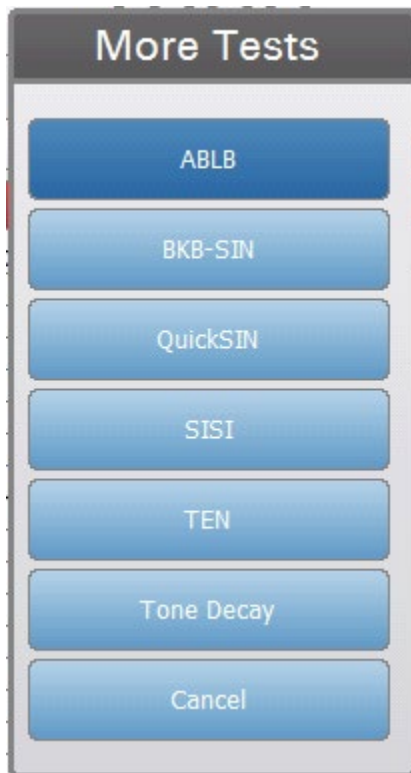 More Tests
ABLB
BKB-SIN
QuickSIN
SISI
TEN
Tone Decay
Cancel